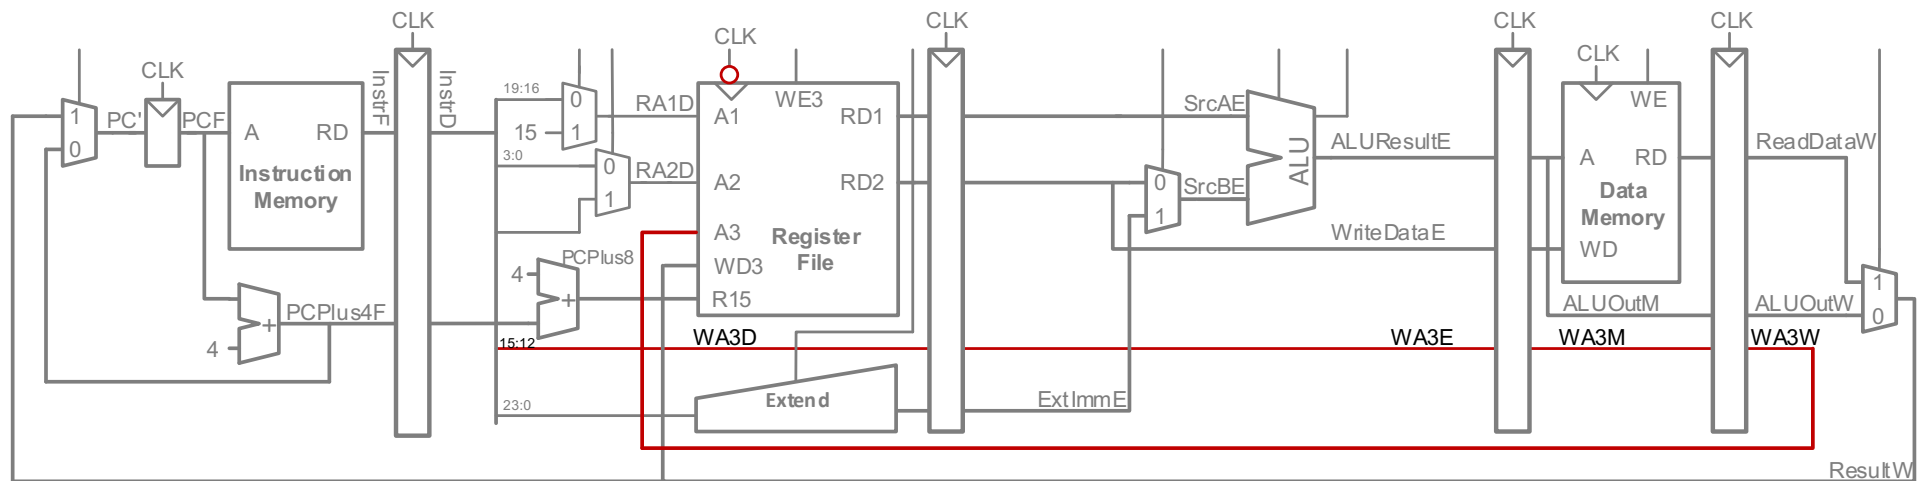 CLK
CLK
CLK
CLK
CLK
CLK
CLK
InstrF
InstrD
19:16
0
RA1D
A1
WE3
RD1
SrcAE
WE
1
PC'
PCF
A
RD
15
1
ALU
ALUResultE
A
RD
ReadDataW
0
3:0
0
RA2D
A2
RD2
0
SrcBE
Instruction
Memory
1
1
Data
Memory
A3
Register
File
WriteDataE
WD
4
PCPlus8
WD3
+
R15
1
PCPlus4F
+
ALUOutM
ALUOutW
0
4
15:12
WA3D
WA3E
WA3M
WA3W
23:0
Extend
ExtImmE
ResultW